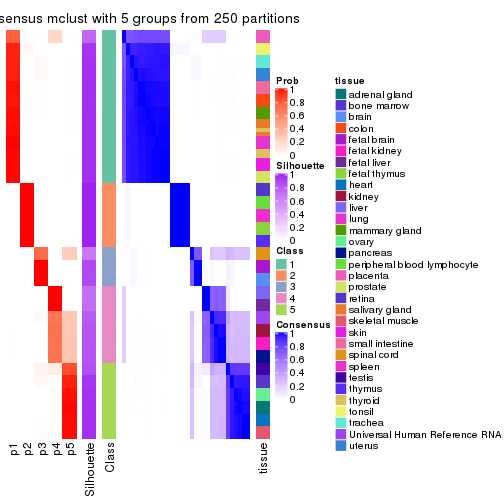 sensus mclust with 5 groups from 250 partitions
p1
p2
p3
p4
p5
Silhouette
Class
tissue
Prob
1
0.8
0.6
0.4
0.2
0
Silhouette
1
0.8
0.6
0.4
0.2
0
Class
1
2
3
4
5
Consensus
1
0.8
0.6
0.4
0.2
0
tissue
adrenal gland
bone marrow
brain
colon
fetal brain
fetal kidney
fetal liver
fetal thymus
heart
kidney
liver
lung
mammary gland
ovary
pancreas
peripheral blood lymphocyte
placenta
prostate
retina
salivary gland
skeletal muscle
skin
small intestine
spinal cord
spleen
testis
thymus
thyroid
tonsil
trachea
Universal Human Reference RNA
uterus